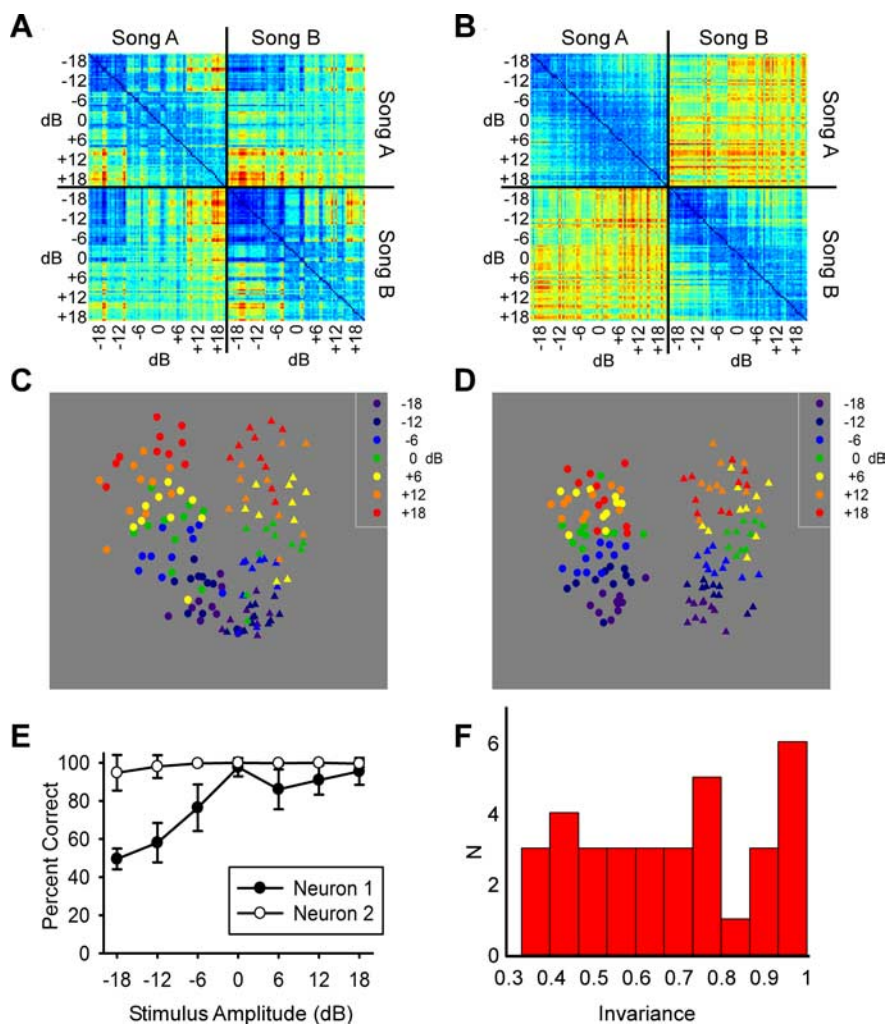 A
Song A Song B
-18
-12
-6
dB 0
+6
+12
+18
Song A
-18
-12
-6
dB 0
+6
+12
+18
Song B
-18 -12 -6 0 +6 +12 +18 -18 -12 -6 0 +6 +12 +18
dB dB
B
Song A Song B
-18
-12
-6
dB 0
+6
+12
+18
Song A
-18
-12
-6
dB 0
+6
+12
+18
Song B
-18 -12 -6 0 +6 +12 +18 -18 -12 -6 0 +6 +12 +18
dB dB
C
-18
-12
-6
0 dB
+6
+12
+18
D
-18
-12
-6
0 dB
+6
+12
+18
E
Percent Correct
100
80
60
40
20
0
Neuron 1
Neuron 2
-18 -12 -6 0 6 12 18
Stimulus Amplitude (dB)
F
N
6
4
2
0
0.3 0.4 0.5 0.6 0.7 0.8 0.9 1
Invariance